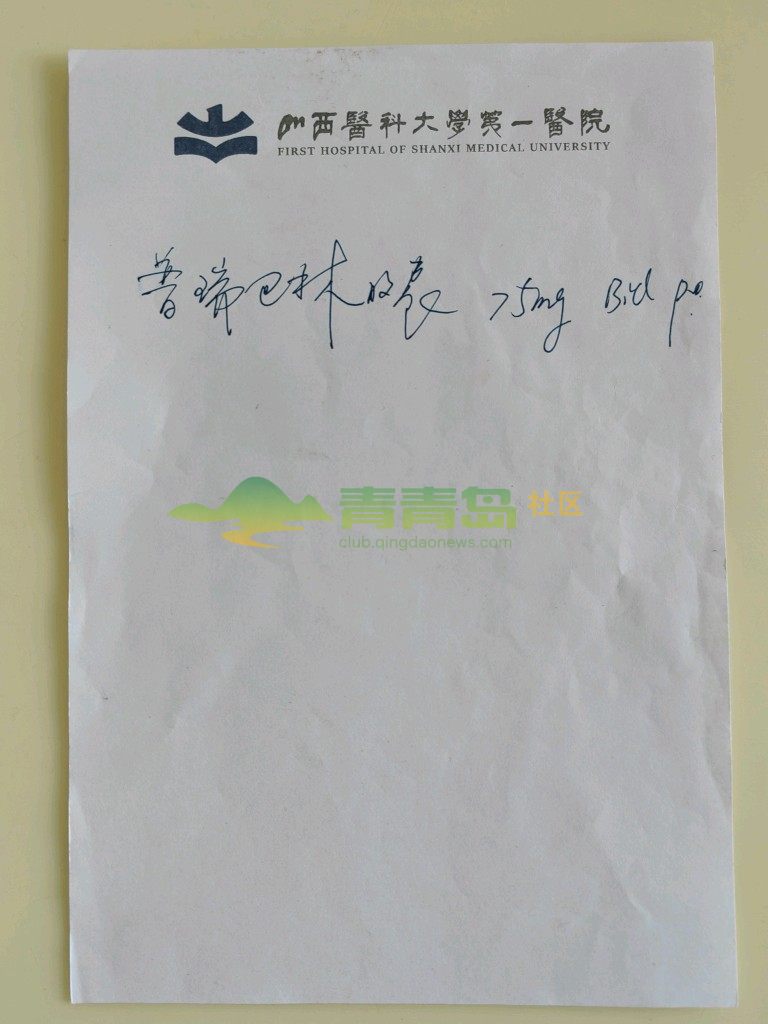 山西醫科大學第一醫院
FIRST HOSPITAL OF SHANXI MEDICAL UNIVERSITY
普瑞巴林胶囊 75mg Bid p.o.
青青岛社区
club.qingdaonews.com